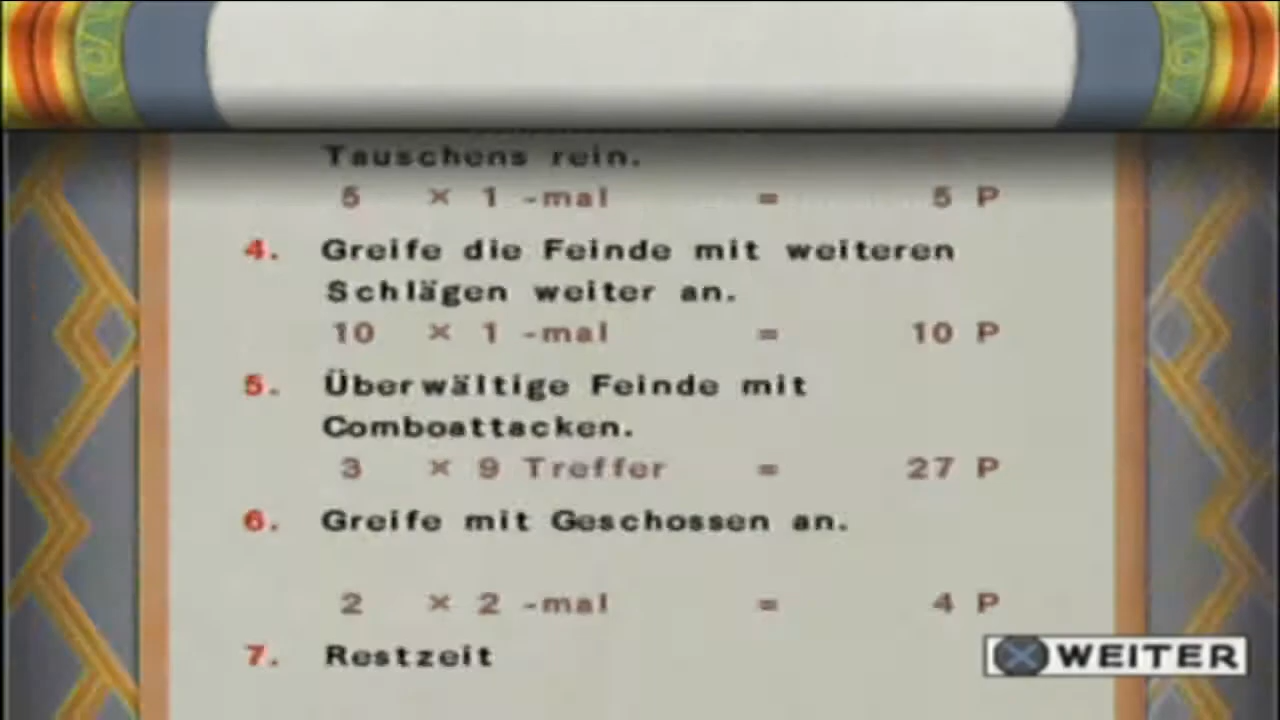 Tauschens rein.
5 × 1 -mal = 5 P
4. Greife die Feinde mit weiteren
Schlägen weiter an.
10 × 1 -mal = 10 P
5. Überwältige Feinde mit
Comboattacken.
3 × 9 Treffer = 27 P
6. Greife mit Geschossen an.
2 × 2 -mal = 4 P
7. Restzeit
WEITER